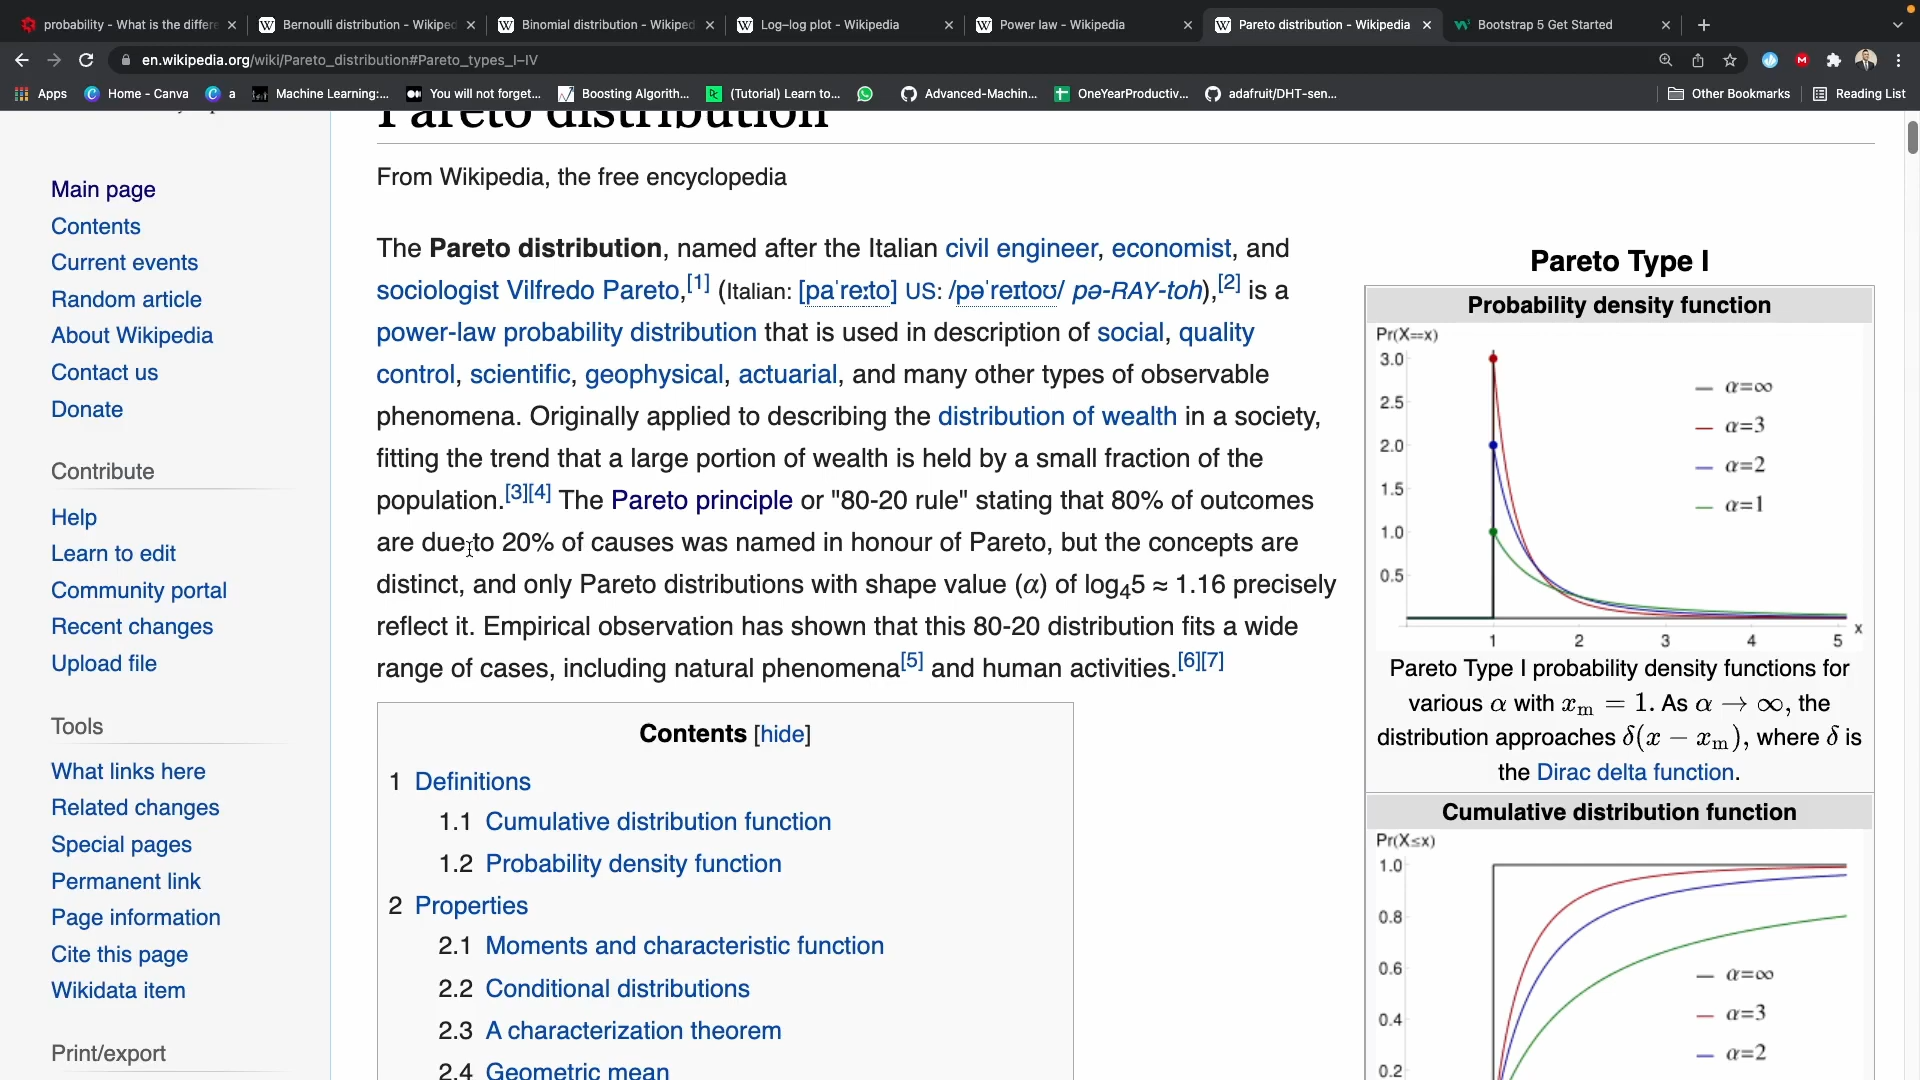 probability - What is the differe
Bernoulli distribution - Wikiped
Binomial distribution - Wikiped
Log–log plot - Wikipedia
Power law - Wikipedia
Pareto distribution - Wikipedia
Bootstrap 5 Get Started
en.wikipedia.org/wiki/Pareto_distribution#Pareto_types_I–IV
Apps
Home - Canva
a
Machine Learning:...
You will not forget...
Boosting Algorith...
(Tutorial) Learn to...
Advanced-Machin...
OneYearProductiv...
adafruit/DHT-sen...
Other Bookmarks
Reading List
Main page
Contents
Current events
Random article
About Wikipedia
Contact us
Donate
Contribute
Help
Learn to edit
Community portal
Recent changes
Upload file
Tools
What links here
Related changes
Special pages
Permanent link
Page information
Cite this page
Wikidata item
Print/export
Pareto distribution
From Wikipedia, the free encyclopedia
The Pareto distribution, named after the Italian civil engineer, economist, and
sociologist Vilfredo Pareto,[1] (Italian: [paˈreːto] US: /pəˈreɪtoʊ/ pə-RAY-toh),[2] is a
power-law probability distribution that is used in description of social, quality
control, scientific, geophysical, actuarial, and many other types of observable
phenomena. Originally applied to describing the distribution of wealth in a society,
fitting the trend that a large portion of wealth is held by a small fraction of the
population.[3][4] The Pareto principle or "80-20 rule" stating that 80% of outcomes
are due to 20% of causes was named in honour of Pareto, but the concepts are
distinct, and only Pareto distributions with shape value (α) of log₄5 ≈ 1.16 precisely
reflect it. Empirical observation has shown that this 80-20 distribution fits a wide
range of cases, including natural phenomena[5] and human activities.[6][7]
Contents [hide]
1 Definitions
1.1 Cumulative distribution function
1.2 Probability density function
2 Properties
2.1 Moments and characteristic function
2.2 Conditional distributions
2.3 A characterization theorem
2.4 Geometric mean
Pareto Type I
Probability density function
Pr(X==x)
3.0
2.5
2.0
1.5
1.0
0.5
α=∞
α=3
α=2
α=1
1 2 3 4 5 x
Pareto Type I probability density functions for
various α with xₘ = 1. As α → ∞, the
distribution approaches δ(x − xₘ), where δ is
the Dirac delta function.
Cumulative distribution function
Pr(X≤x)
1.0
0.8
0.6
0.4
0.2
α=∞
α=3
α=2